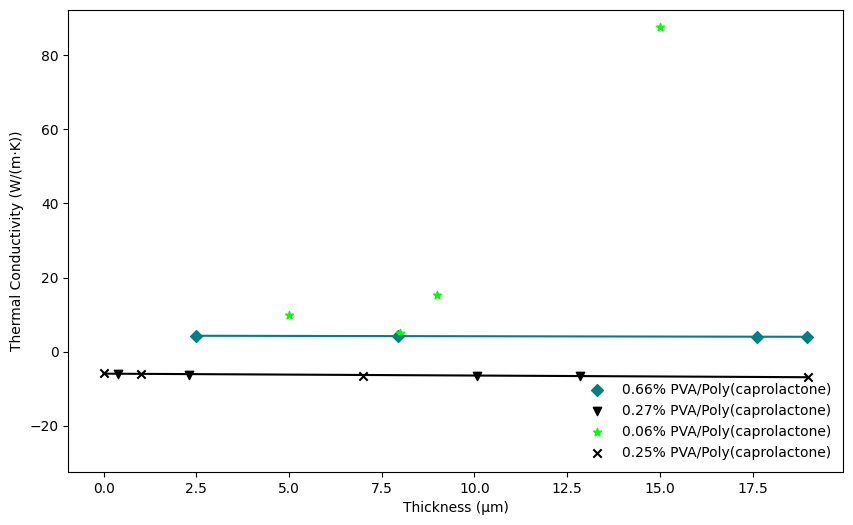 80
60
40
20
0
−20
Thermal Conductivity (W/(m·K))
0.66% PVA/Poly(caprolactone)
0.27% PVA/Poly(caprolactone)
0.06% PVA/Poly(caprolactone)
0.25% PVA/Poly(caprolactone)
0.0 2.5 5.0 7.5 10.0 12.5 15.0 17.5
Thickness (μm)